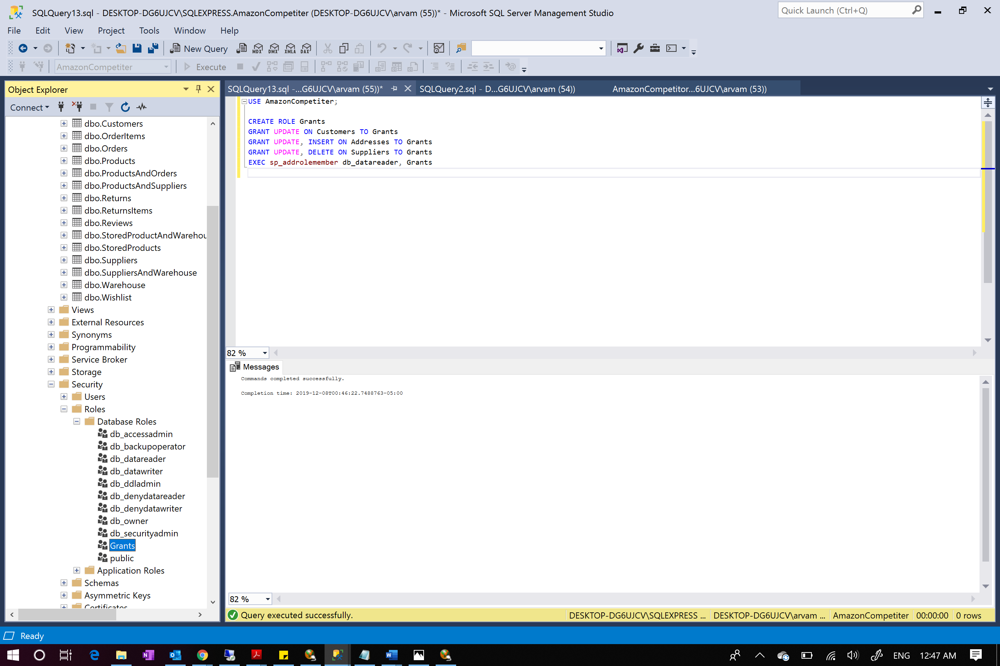 SQLQuery13.sql - DESKTOP-DG6UJCV\SQLEXPRESS.AmazonCompetiter (DESKTOP-DG6UJCV\arvam (55))* - Microsoft SQL Server Management Studio
Quick Launch (Ctrl+Q)
File Edit View Project Tools Window Help
New Query MDX DMX XMLA DAX
AmazonCompetiter Execute
Object Explorer
SQLQuery13.sql -...G6UJCV\arvam (55))* SQLQuery2.sql - D...G6UJCV\arvam (54)) AmazonCompetitor...6UJCV\arvam (53))
Connect
dbo.Customers
dbo.OrderItems
dbo.Orders
dbo.Products
dbo.ProductsAndOrders
dbo.ProductsAndSuppliers
dbo.Returns
dbo.ReturnsItems
dbo.Reviews
dbo.StoredProductAndWarehou
dbo.StoredProducts
dbo.Suppliers
dbo.SuppliersAndWarehouse
dbo.Warehouse
dbo.Wishlist
Views
External Resources
Synonyms
Programmability
Service Broker
Storage
Security
Users
Roles
Database Roles
db_accessadmin
db_backupoperator
db_datareader
db_datawriter
db_ddladmin
db_denydatareader
db_denydatawriter
db_owner
db_securityadmin
Grants
public
Application Roles
Schemas
Asymmetric Keys
Certificates
USE AmazonCompetiter;
CREATE ROLE Grants
GRANT UPDATE ON Customers TO Grants
GRANT UPDATE, INSERT ON Addresses TO Grants
GRANT UPDATE, DELETE ON Suppliers TO Grants
EXEC sp_addrolemember db_datareader, Grants
82 %
Messages
Commands completed successfully.
Completion time: 2019-12-08T00:46:22.7488763-05:00
82 %
Query executed successfully. DESKTOP-DG6UJCV\SQLEXPRESS ... DESKTOP-DG6UJCV\arvam ... AmazonCompetiter 00:00:00 0 rows
Ready
ENG 12:47 AM